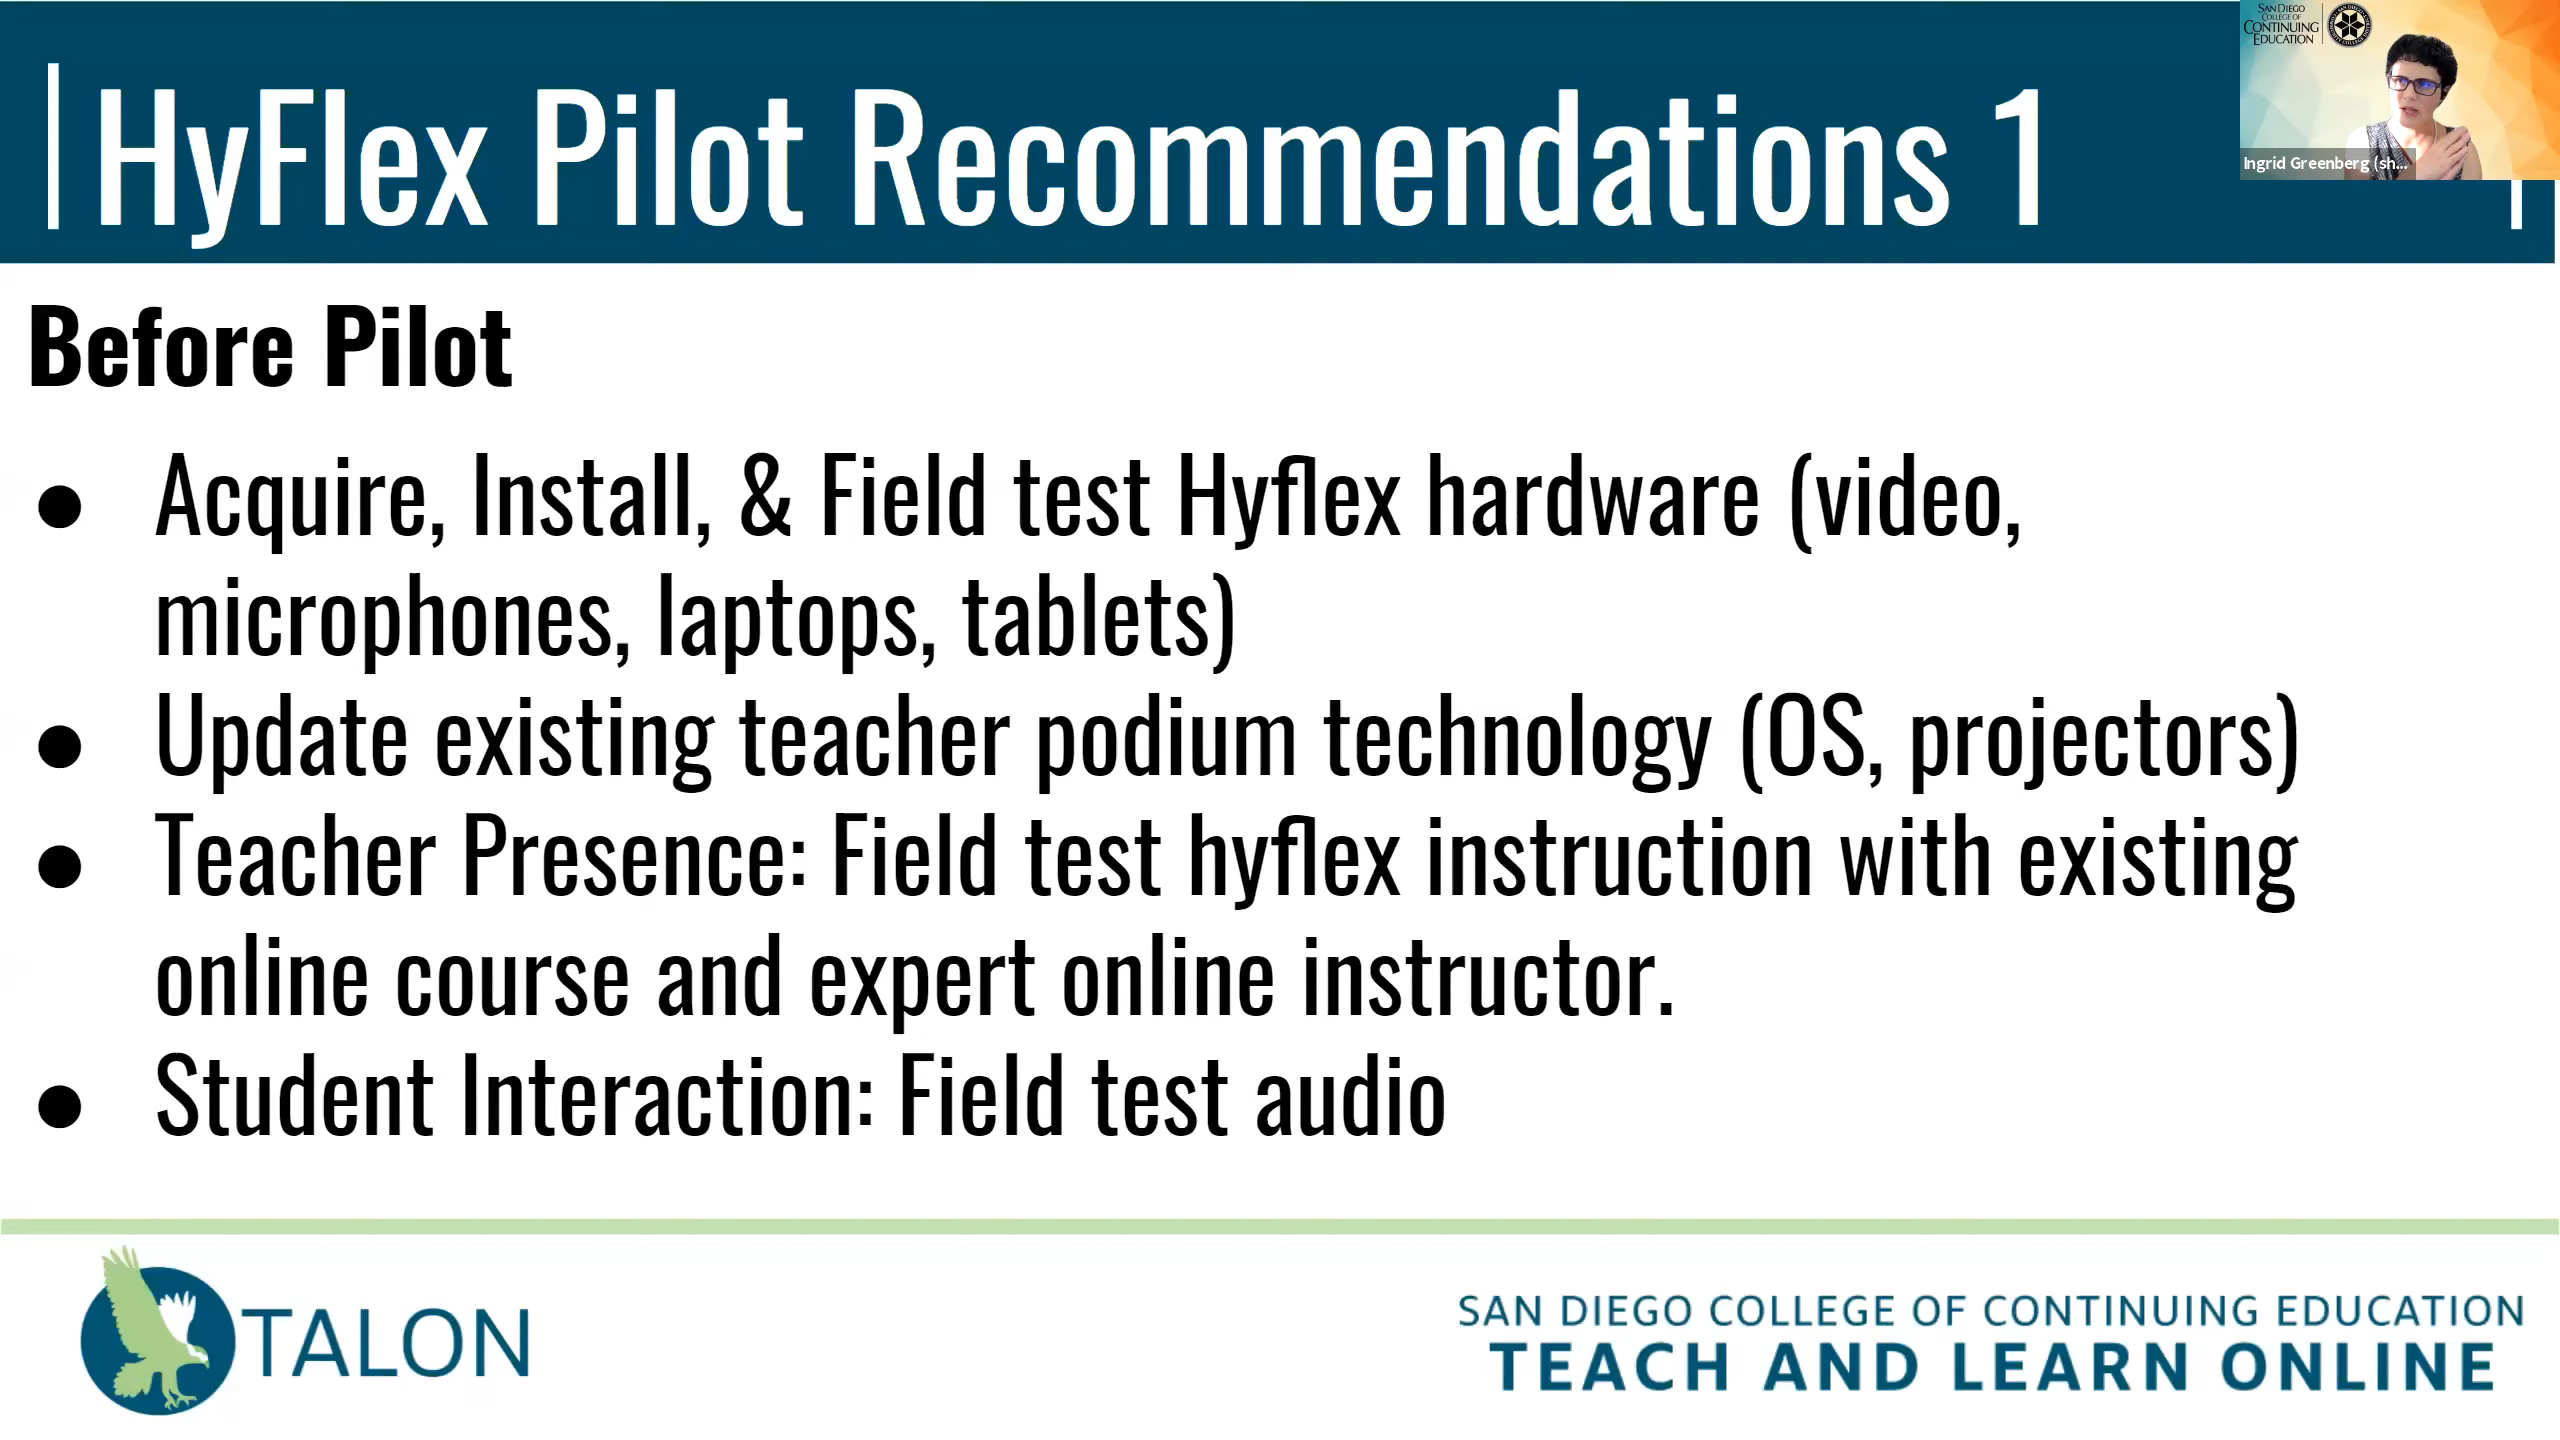 HyFlex Pilot Recommendations 1
SAN DIEGO
COLLEGE OF
CONTINUING
EDUCATION
Ingrid Greenberg (sh...
Before Pilot
● Acquire, Install, & Field test Hyflex hardware (video,
microphones, laptops, tablets)
● Update existing teacher podium technology (OS, projectors)
● Teacher Presence: Field test hyflex instruction with existing
online course and expert online instructor.
● Student Interaction: Field test audio
TALON
SAN DIEGO COLLEGE OF CONTINUING EDUCATION
TEACH AND LEARN ONLINE